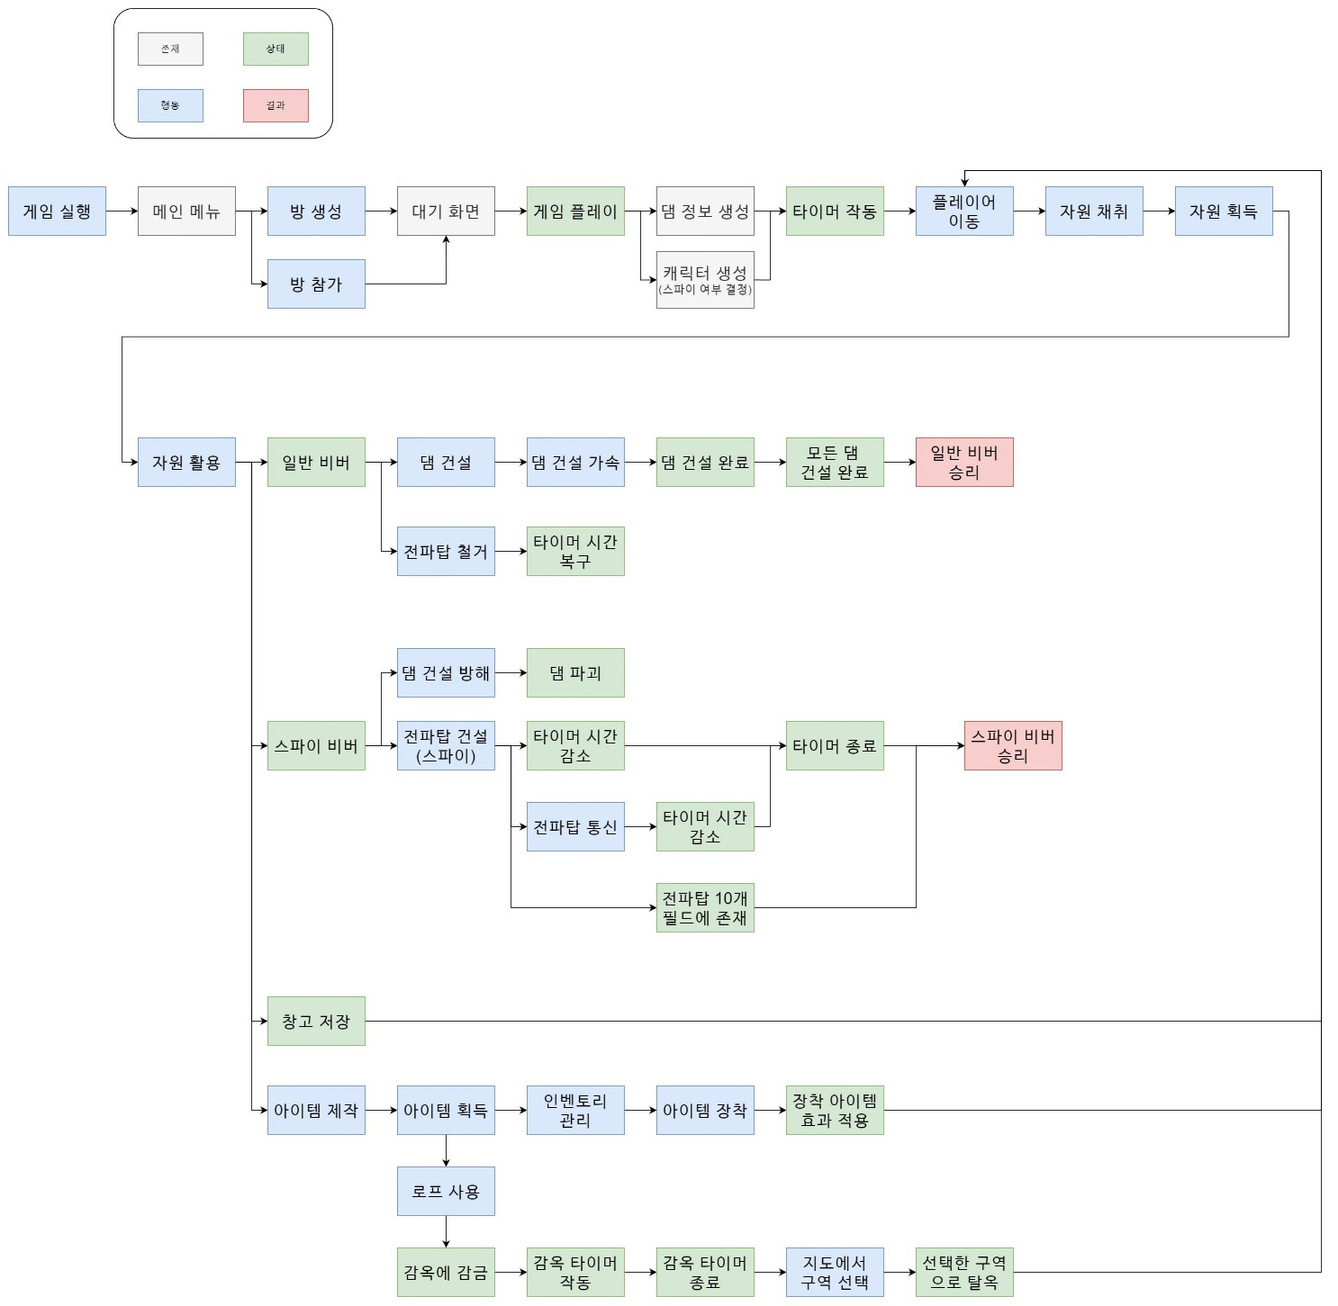 존재
상태
행동
결과
게임 실행
메인 메뉴
방 생성
대기 화면
게임 플레이
댐 정보 생성
타이머 작동
플레이어
이동
자원 채취
자원 획득
방 참가
캐릭터 생성
(스파이 여부 결정)
자원 활용
일반 비버
댐 건설
댐 건설 가속
댐 건설 완료
모든 댐
건설 완료
일반 비버
승리
전파탑 철거
타이머 시간
복구
댐 건설 방해
댐 파괴
스파이 비버
전파탑 건설
(스파이)
타이머 시간
감소
타이머 종료
스파이 비버
승리
전파탑 통신
타이머 시간
감소
전파탑 10개
필드에 존재
창고 저장
아이템 제작
아이템 획득
인벤토리
관리
아이템 장착
장착 아이템
효과 적용
로프 사용
감옥에 감금
감옥 타이머
작동
감옥 타이머
종료
지도에서
구역 선택
선택한 구역
으로 탈옥